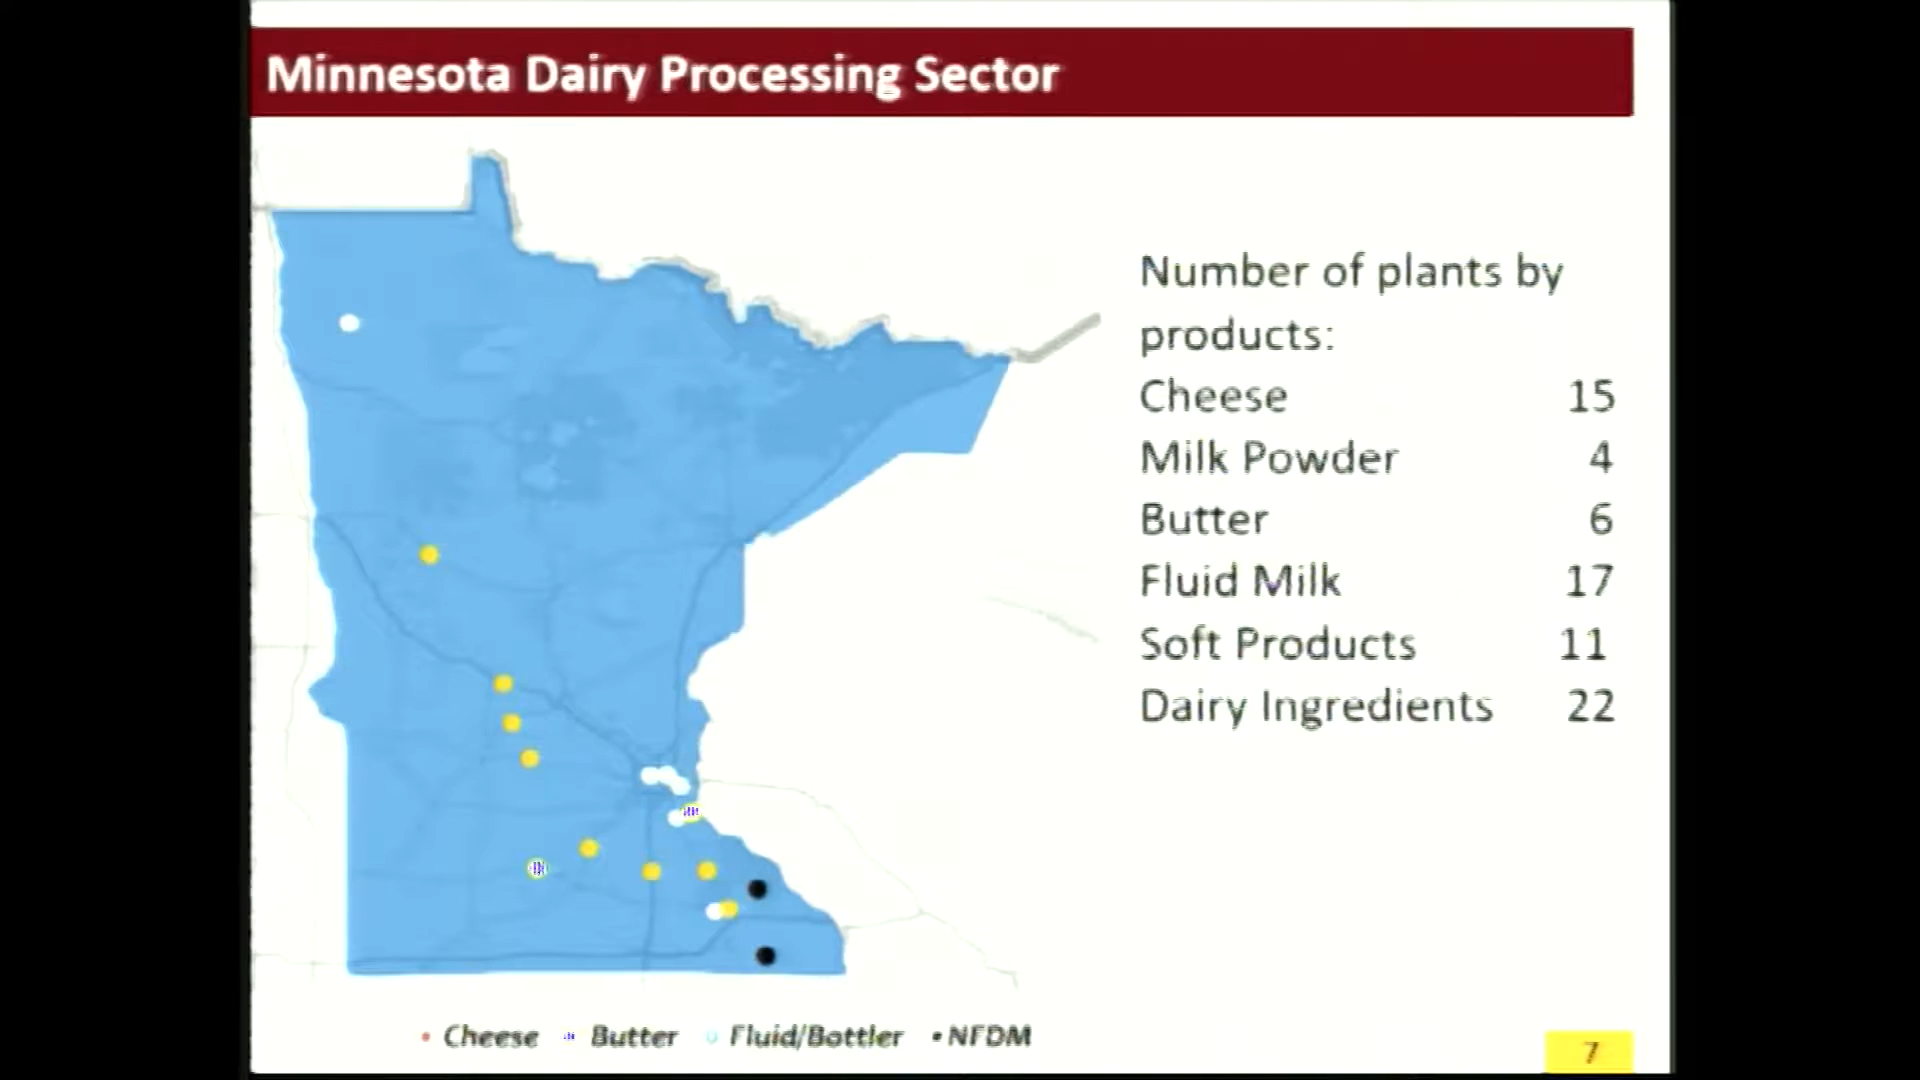 Minnesota Dairy Processing Sector
Number of plants by
products:
Cheese 15
Milk Powder 4
Butter 6
Fluid Milk 17
Soft Products 11
Dairy Ingredients 22
Cheese Butter Fluid/Bottler NFDM
7